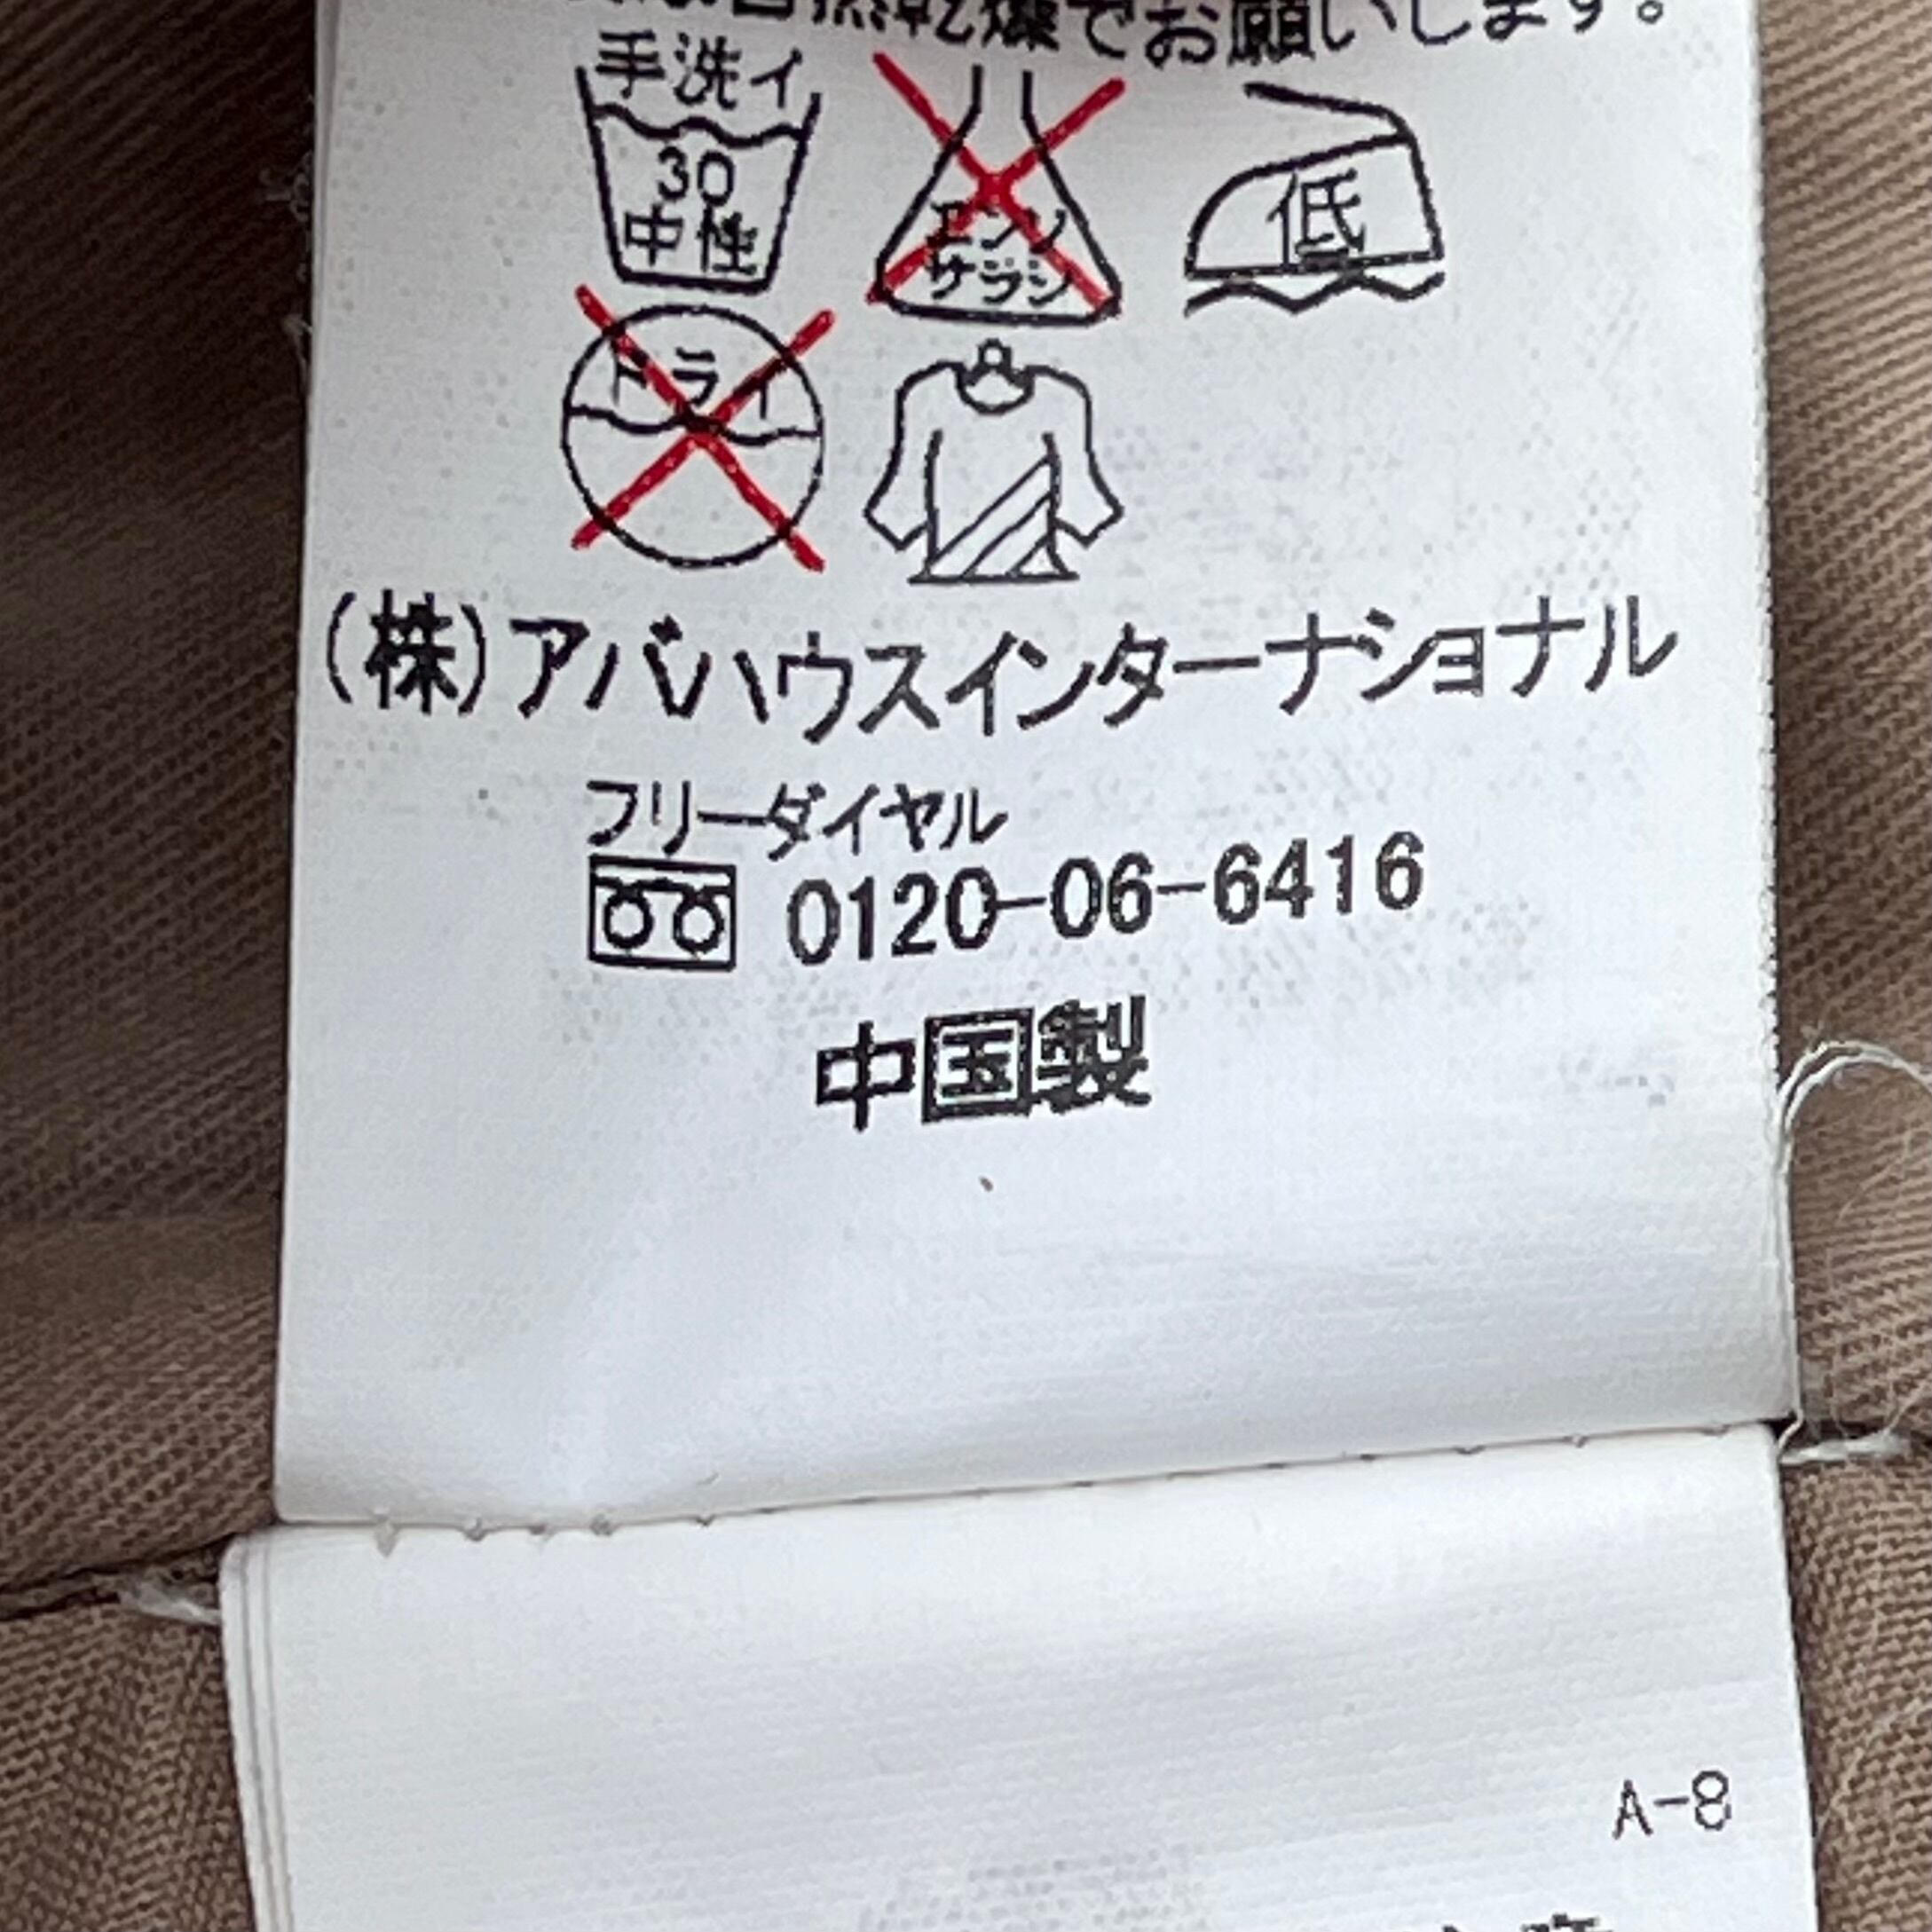 自然乾燥でお願いします。
手洗イ
30
中性
エンソ
サラシ
低
ドライ
(株)アバハウスインターナショナル
フリーダイヤル
0120-06-6416
中国製
A-8